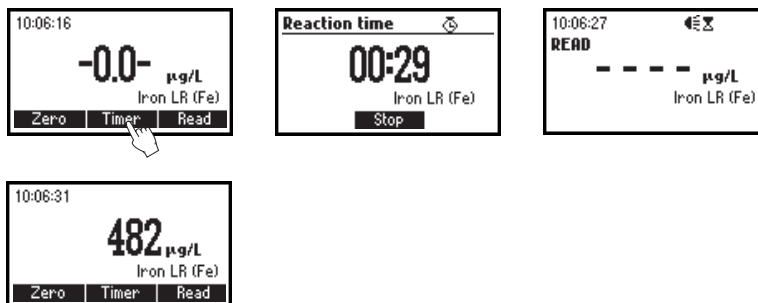 10:06:16
-0.0- µg/L
Iron LR (Fe)
Zero Timer Read
Reaction time
00:29
Iron LR (Fe)
Stop
10:06:27
READ
- - - - µg/L
Iron LR (Fe)
10:06:31
482 µg/L
Iron LR (Fe)
Zero Timer Read